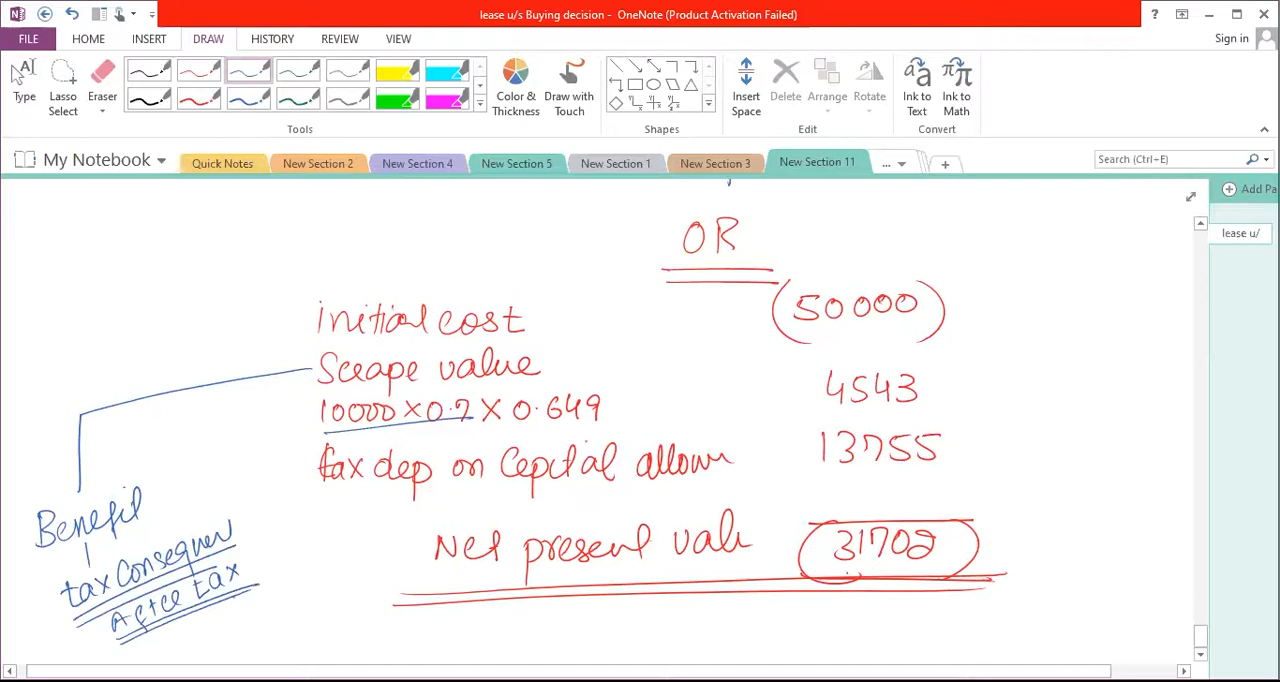 lease u/s Buying decision - OneNote (Product Activation Failed)
?
FILE HOME INSERT DRAW HISTORY REVIEW VIEW
Sign in
Type
Lasso Select
Eraser
Color & Thickness
Draw with Touch
Insert Space
Delete
Arrange
Rotate
Ink to Text
Ink to Math
Tools
Shapes
Edit
Convert
My Notebook
Quick Notes New Section 2 New Section 4 New Section 5 New Section 1 New Section 3 New Section 11 ...
Search (Ctrl+E)
Add Pa
lease u/
OR
initial cost (50000)
Scrape value 4543
10000 × 0.7 × 0.649
tax dep on Cepital allown 13755
Net present valu 31702
Benefit
tax Consequen
After tax